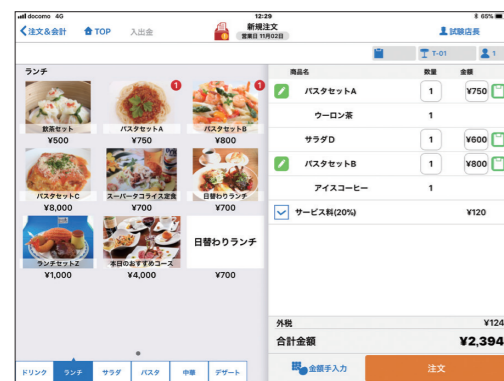 docomo 4G
12:29
65%
注文&会計
TOP
入出金
新規注文
営業日 11月02日
試験店長
T-01
1
ランチ
飲茶セット
¥500
1
パスタセットA
¥750
1
パスタセットB
¥800
パスタセットC
¥8,000
スーパータコライス定食
¥700
日替わりランチ
¥700
ランチセットZ
¥1,000
本日のおすすめコース
¥4,000
日替わりランチ
¥700
ドリンク
ランチ
サラダ
パスタ
中華
デザート
商品名 数量 金額
パスタセットA 1 ¥750
ウーロン茶 1
サラダD 1 ¥600
パスタセットB 1 ¥800
アイスコーヒー 1
サービス料(20%) ¥120
外税 ¥124
合計金額 ¥2,394
金額手入力
注文